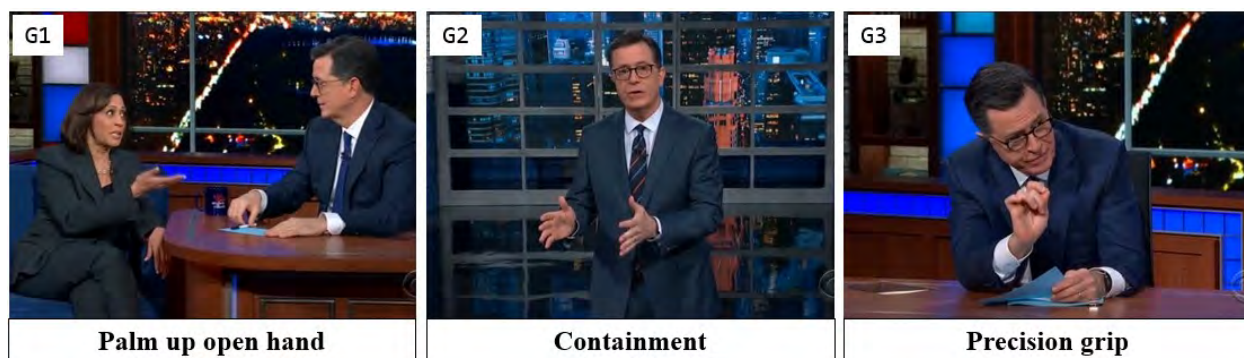 G1
G2
G3
Palm up open hand
Containment
Precision grip